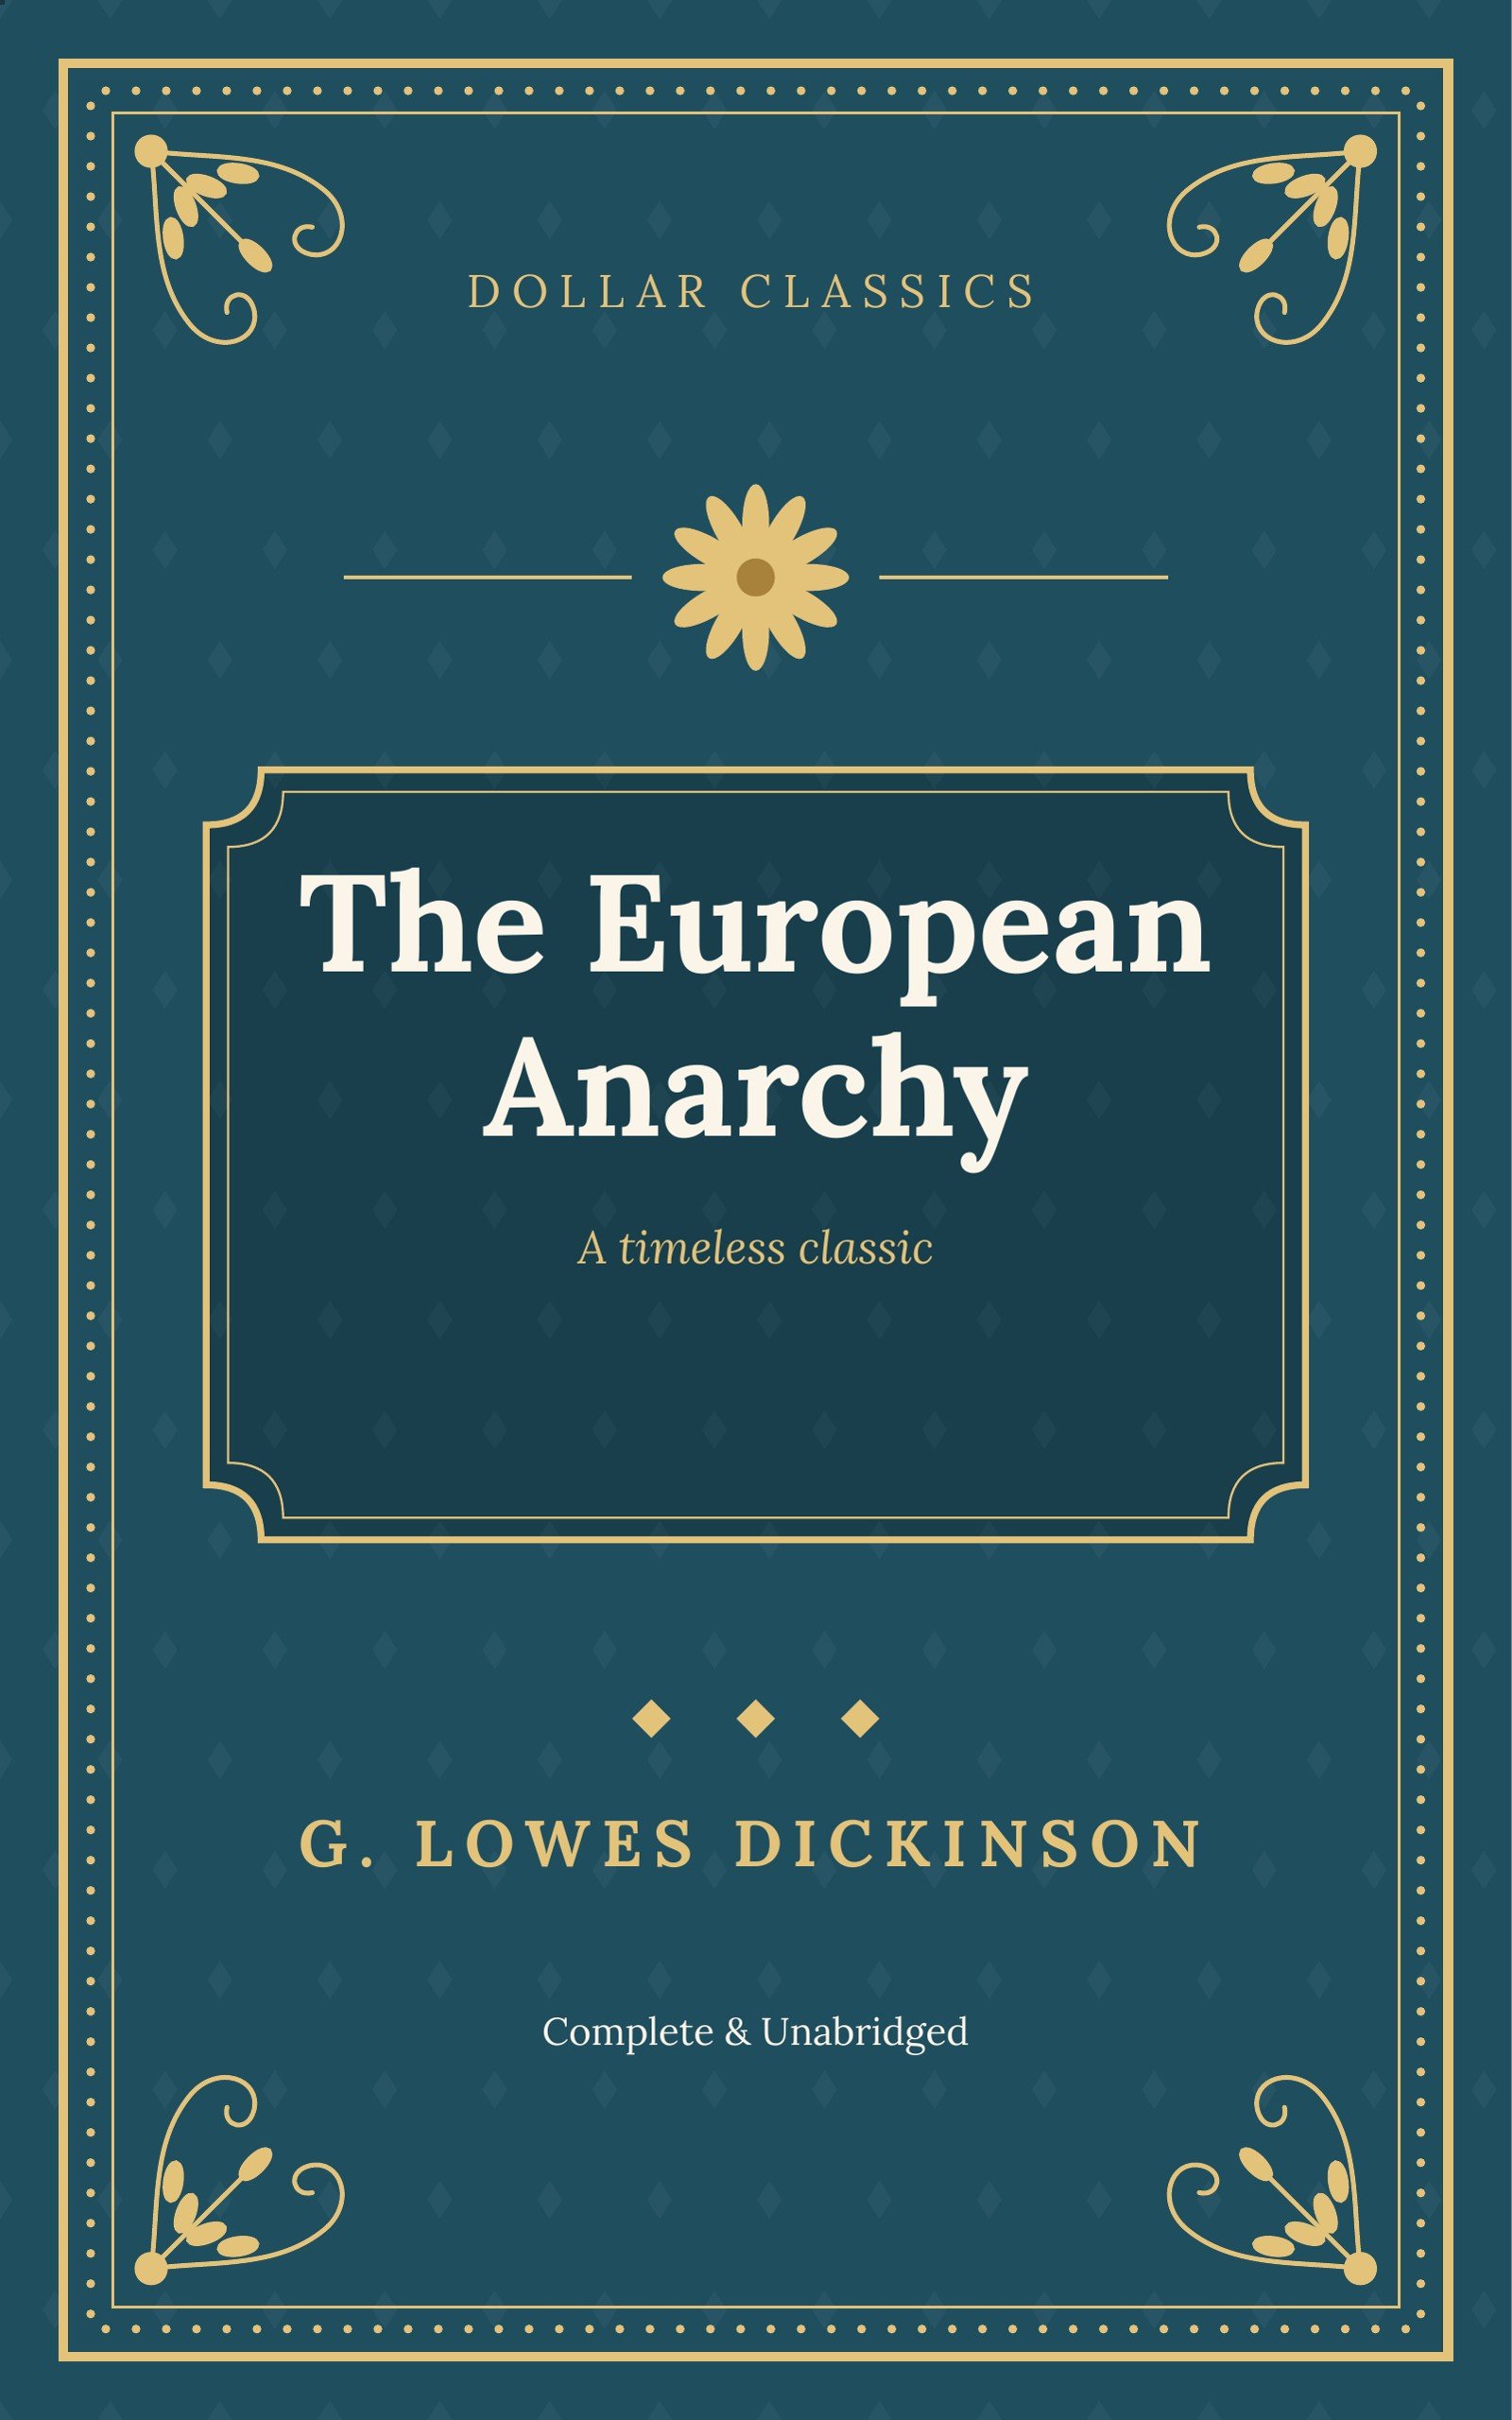 DOLLAR CLASSICS
The European
Anarchy
A timeless classic
G. LOWES DICKINSON
Complete & Unabridged